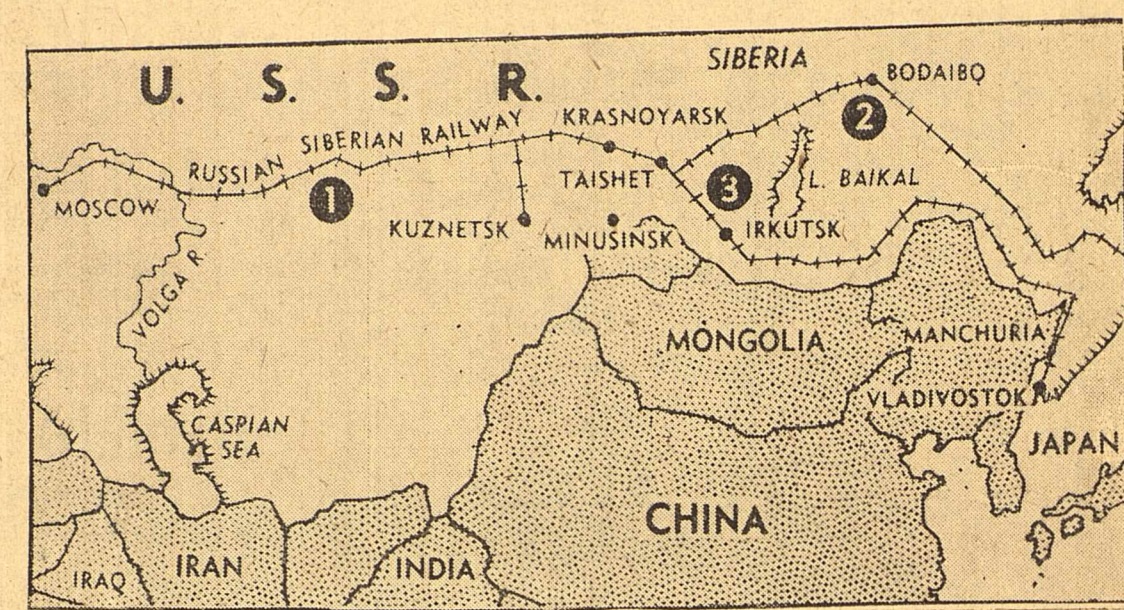 SIBERIA
U. S. S. R.
BODAIBO
2
KRASNOYARSK
RUSSIAN SIBERIAN RAILWAY
TAISHET
3
L. BAIKAL
1
MOSCOW
KUZNETSK
MINUSINSK
IRKUTSK
VOLGA R.
MONGOLIA
MANCHURIA
VLADIVOSTOK
CASPIAN
SEA
JAPAN
CHINA
IRAQ
IRAN
INDIA